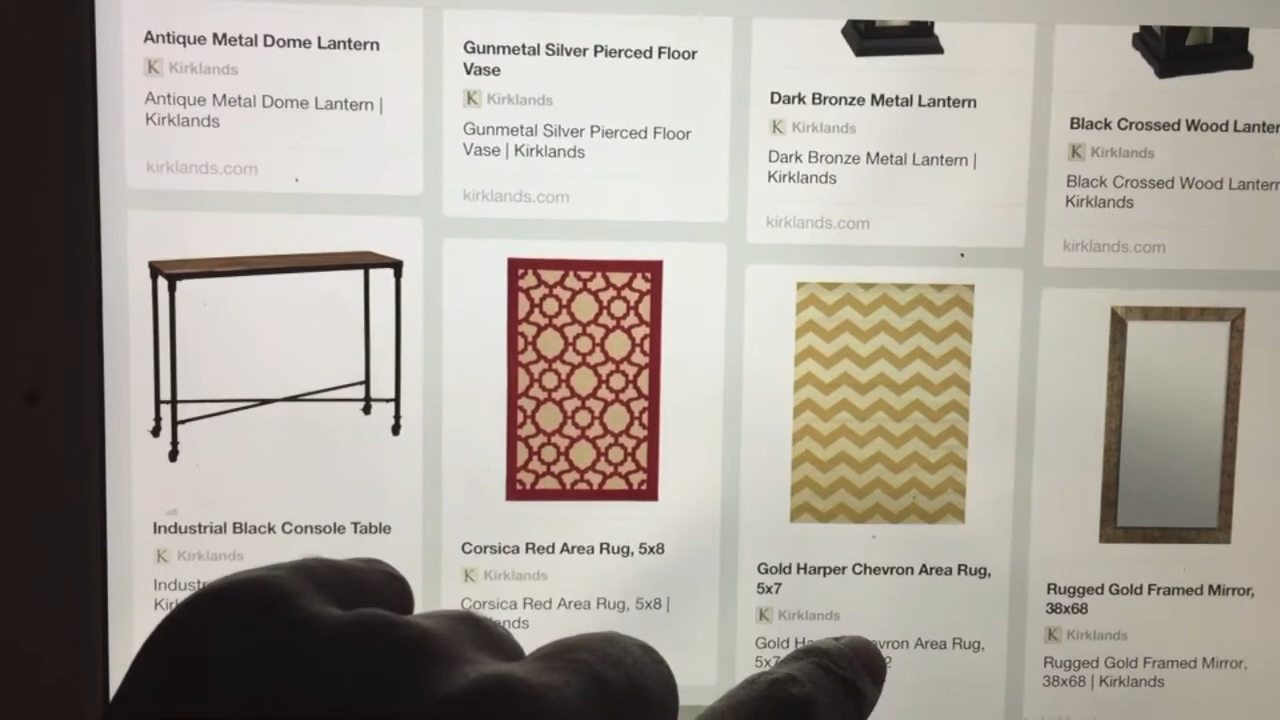 Antique Metal Dome Lantern
K Kirklands
Antique Metal Dome Lantern |
Kirklands
kirklands.com
Gunmetal Silver Pierced Floor
Vase
K Kirklands
Gunmetal Silver Pierced Floor
Vase | Kirklands
kirklands.com
Dark Bronze Metal Lantern
K Kirklands
Dark Bronze Metal Lantern |
Kirklands
kirklands.com
Black Crossed Wood Lanter
K Kirklands
Black Crossed Wood Lantern
Kirklands
kirklands.com
Industrial Black Console Table
K Kirklands
Corsica Red Area Rug, 5x8
K Kirklands
Corsica Red Area Rug, 5x8 |
Gold Harper Chevron Area Rug,
5x7
K Kirklands
Gold Area Rug,
Rugged Gold Framed Mirror,
38x68
K Kirklands
Rugged Gold Framed Mirror,
38x68 | Kirklands